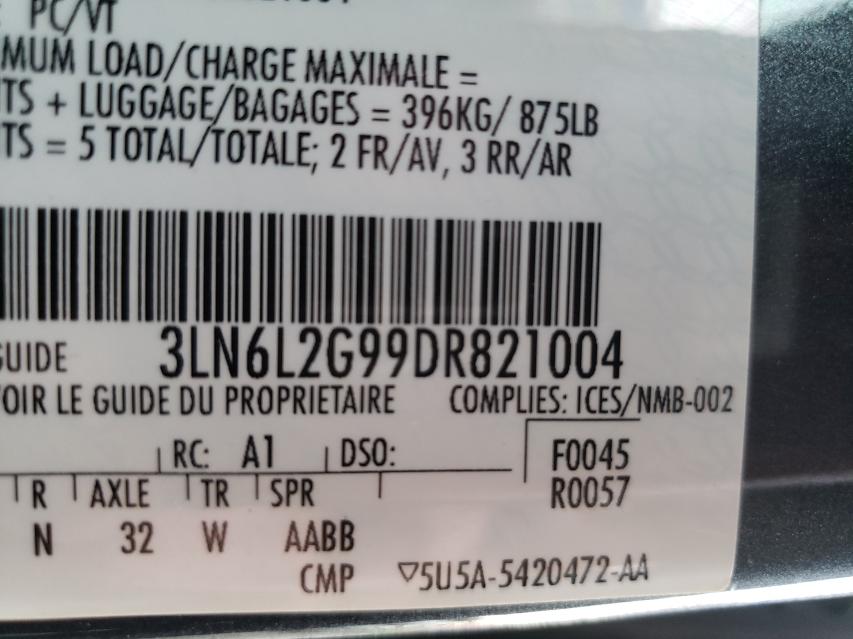 PC/VT
MUM LOAD/CHARGE MAXIMALE =
TS + LUGGAGE/BAGAGES = 396KG/ 875LB
TS = 5 TOTAL/TOTALE; 2 FR/AV, 3 RR/AR
GUIDE 3LN6L2G99DR821004
OIR LE GUIDE DU PROPRIETAIRE COMPLIES: ICES/NMB-002
RC: A1 DSO: F0045
R AXLE TR SPR R0057
N 32 W AABB
CMP ▽5U5A-5420472-AA